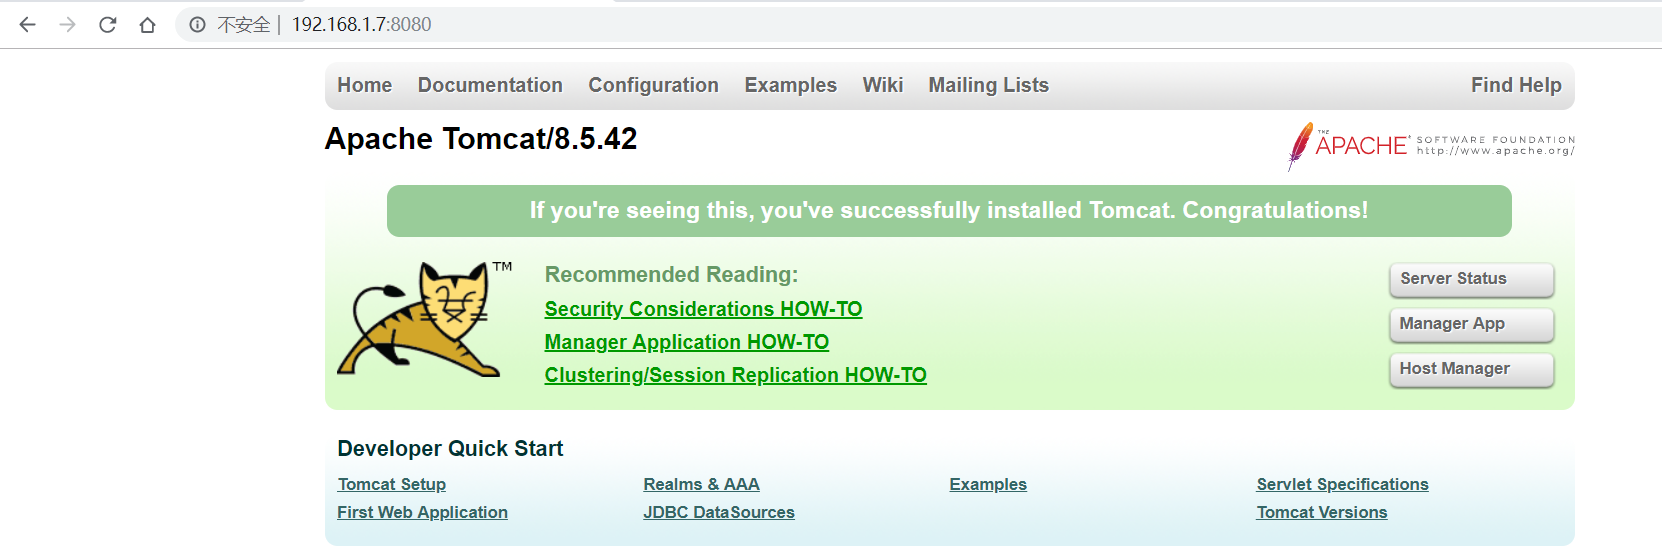 不安全 | 192.168.1.7:8080
Home Documentation Configuration Examples Wiki Mailing Lists Find Help
Apache Tomcat/8.5.42
THE APACHE® SOFTWARE FOUNDATION
http://www.apache.org/
If you're seeing this, you've successfully installed Tomcat. Congratulations!
TM
Recommended Reading:
Security Considerations HOW-TO
Manager Application HOW-TO
Clustering/Session Replication HOW-TO
Server Status
Manager App
Host Manager
Developer Quick Start
Tomcat Setup Realms & AAA Examples Servlet Specifications
First Web Application JDBC DataSources Tomcat Versions